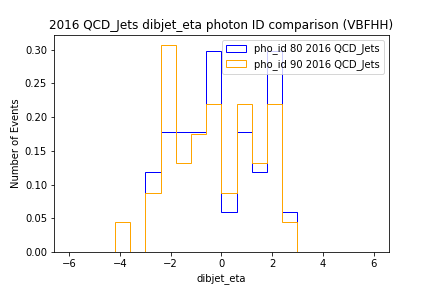 2016 QCD_Jets dibjet_eta photon ID comparison (VBFHH)
pho_id 80 2016 QCD_Jets
pho_id 90 2016 QCD_Jets
Number of Events
0.30
0.25
0.20
0.15
0.10
0.05
0.00
−6 −4 −2 0 2 4 6
dibjet_eta